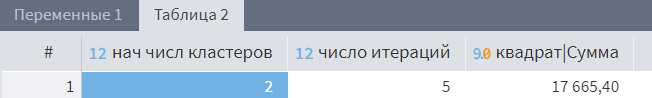 Переменные 1 Таблица 2
# 12 нач числ кластеров 12 число итераций 9.0 квадрат|Сумма
1 2 5 17 665,40